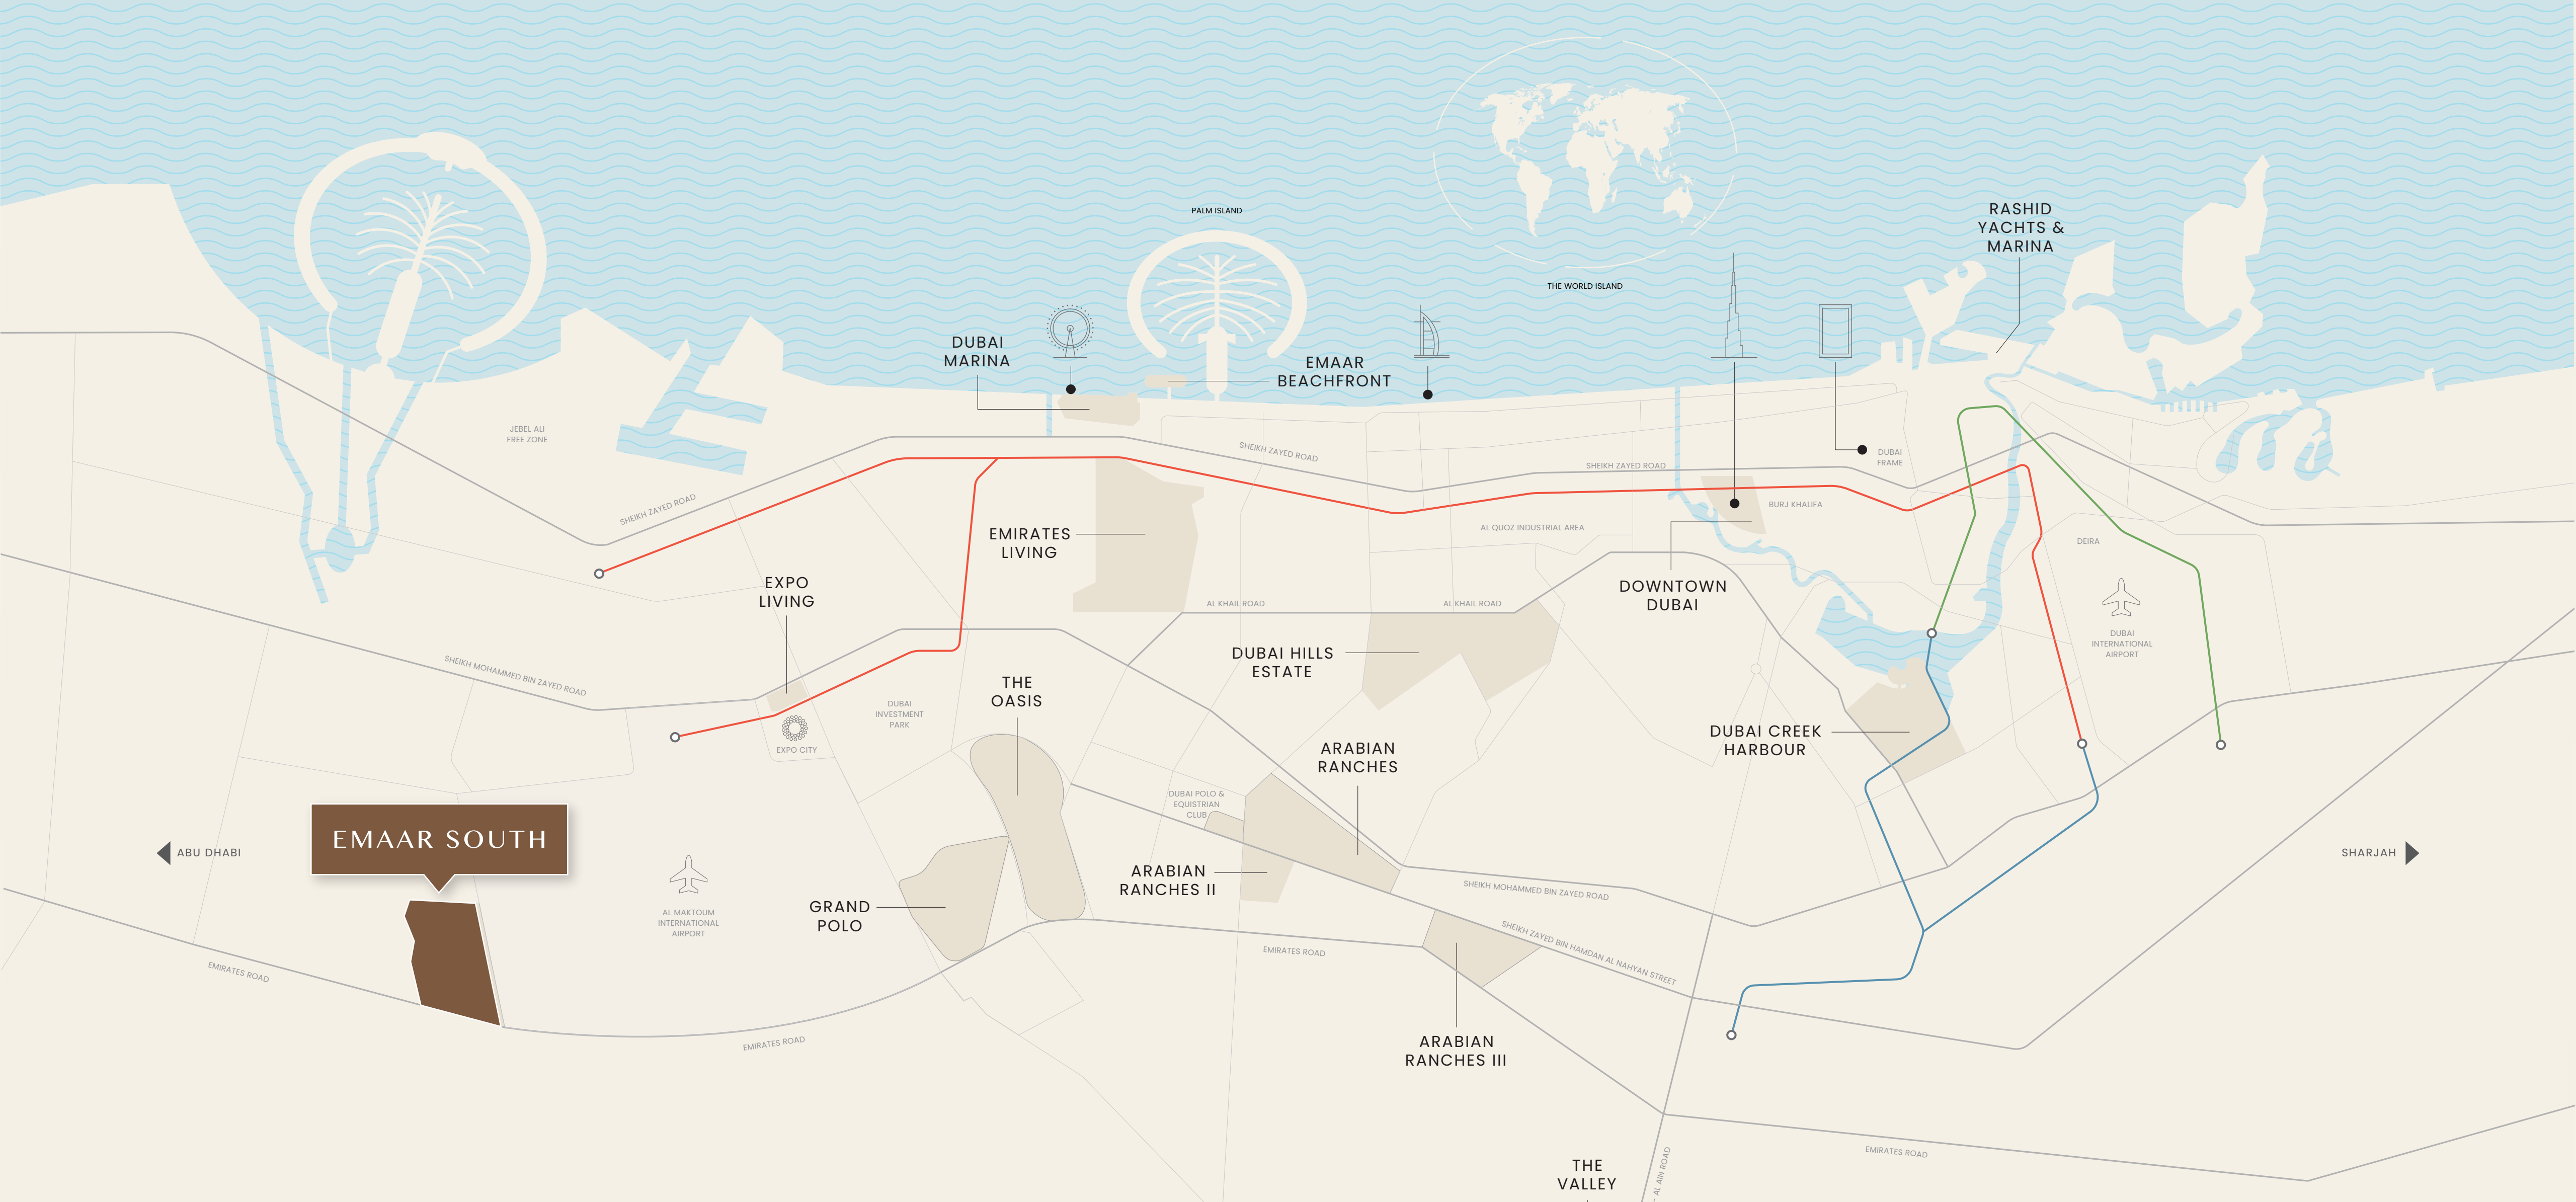 RASHID
YACHTS &
MARINA
PALM ISLAND
THE WORLD ISLAND
DUBAI
MARINA
EMAAR
BEACHFRONT
JEBEL ALI
FREE ZONE
SHEIKH ZAYED ROAD
SHEIKH ZAYED ROAD
SHEIKH ZAYED ROAD
DUBAI
FRAME
BURJ KHALIFA
AL QUOZ INDUSTRIAL AREA
EMIRATES
LIVING
DEIRA
EXPO
LIVING
AL KHAIL ROAD
AL KHAIL ROAD
DOWNTOWN
DUBAI
DUBAI
INTERNATIONAL
AIRPORT
SHEIKH MOHAMMED BIN ZAYED ROAD
DUBAI HILLS
ESTATE
THE
OASIS
DUBAI
INVESTMENT
PARK
EXPO CITY
DUBAI CREEK
HARBOUR
ARABIAN
RANCHES
DUBAI POLO &
EQUISTRIAN
CLUB
EMAAR SOUTH
ABU DHABI
SHARJAH
ARABIAN
RANCHES II
SHEIKH MOHAMMED BIN ZAYED ROAD
GRAND
POLO
AL MAKTOUM
INTERNATIONAL
AIRPORT
SHEIKH ZAYED BIN HAMDAN AL NAHYAN STREET
EMIRATES ROAD
EMIRATES ROAD
EMIRATES ROAD
ARABIAN
RANCHES III
EMIRATES ROAD
THE
VALLEY
AL AIN ROAD